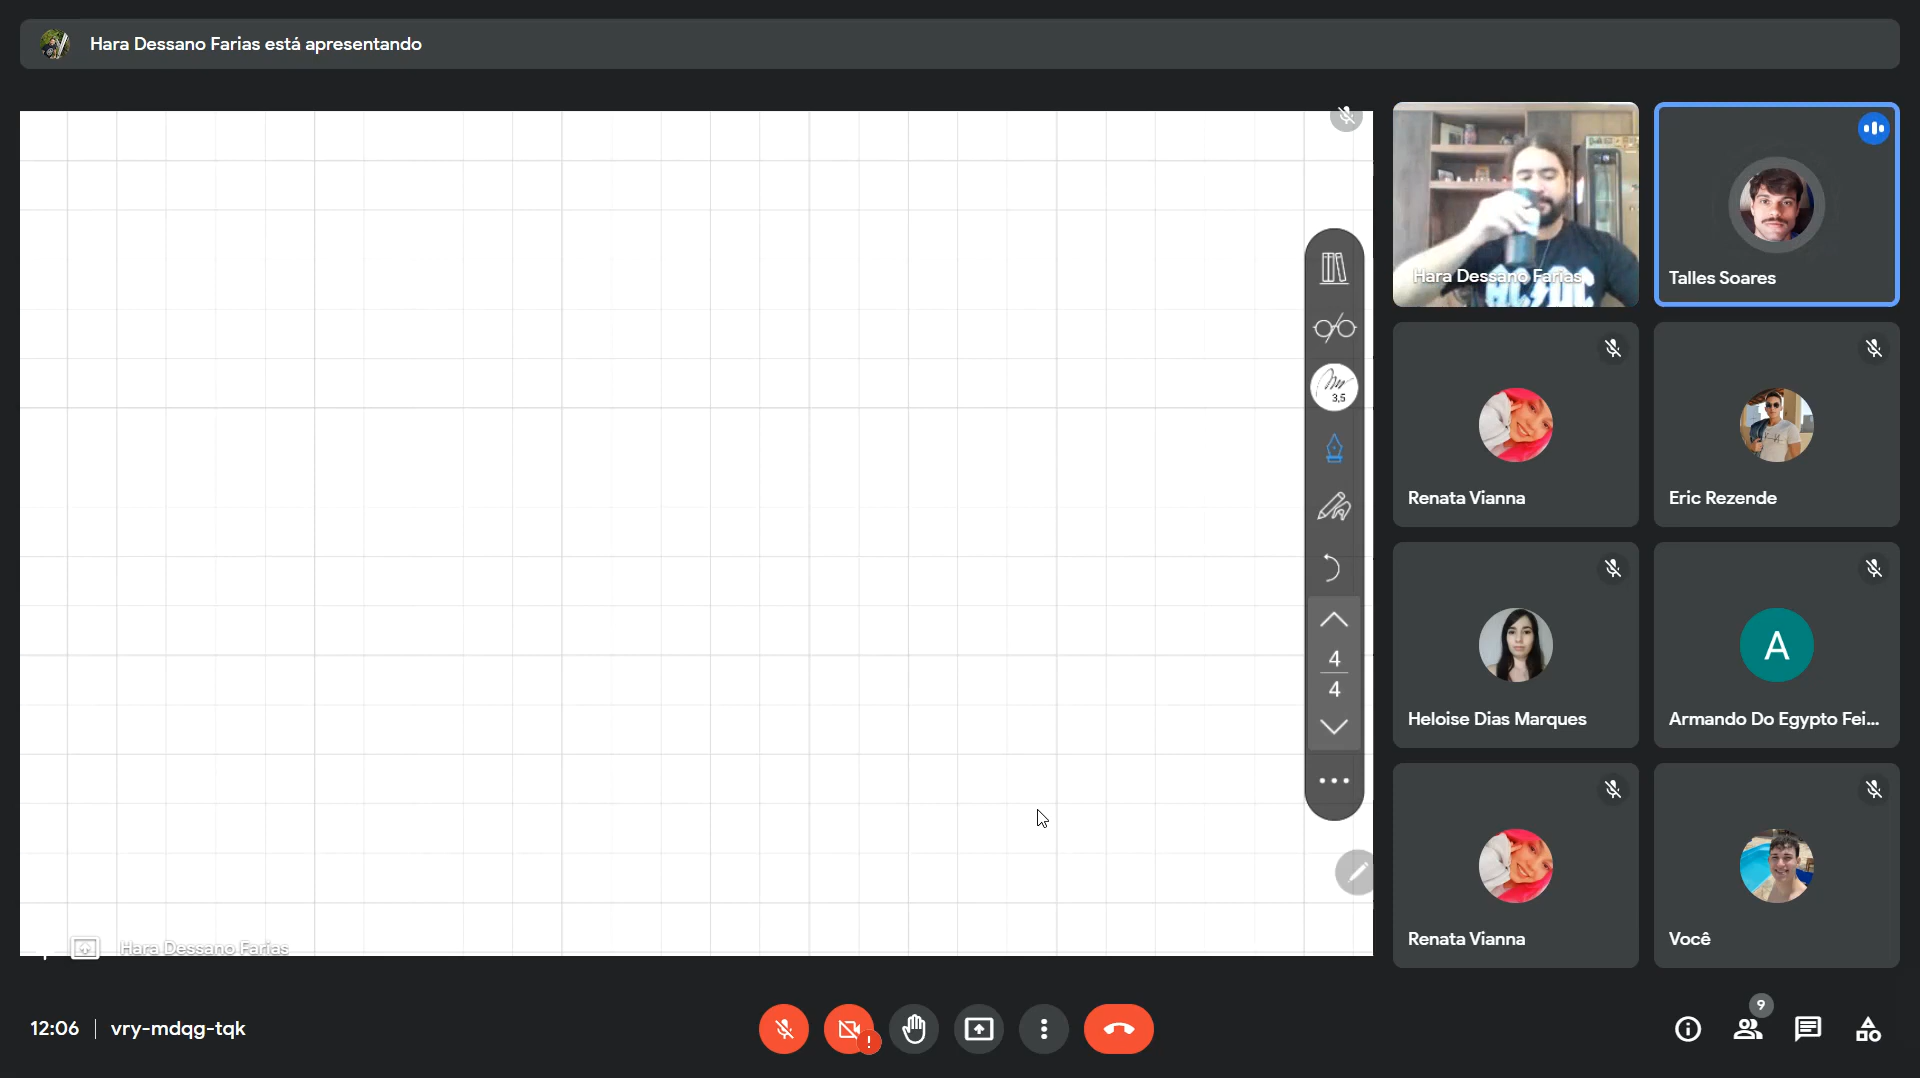 Hara Dessano Farias está apresentando
3,5
4
4
Hara Dessano Farias
Hara Dessano Farias
Talles Soares
Renata Vianna
Eric Rezende
Heloise Dias Marques
A
Armando Do Egypto Fei...
Renata Vianna
Você
12:06 | vry-mdqg-tqk
!
9